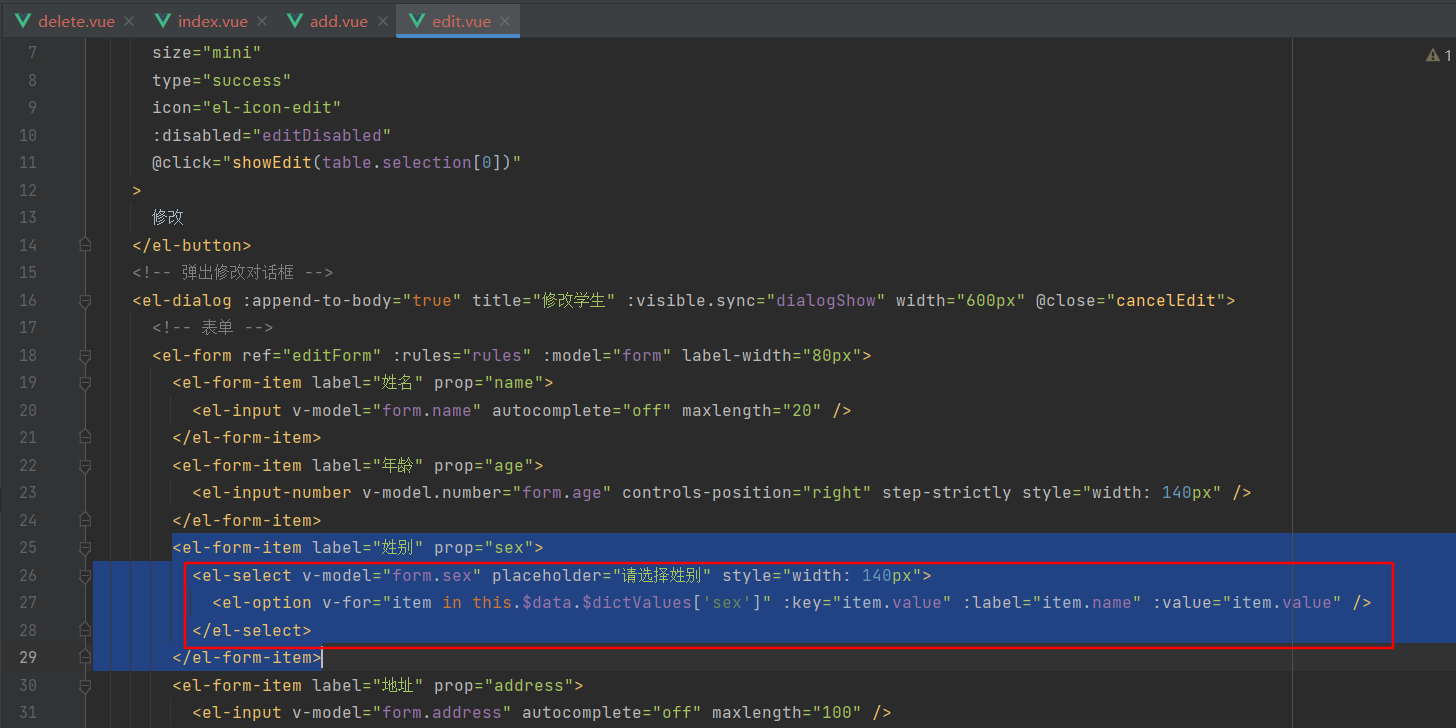 delete.vue × index.vue × add.vue × edit.vue ×
7 size="mini"
8 type="success"
9 icon="el-icon-edit"
10 :disabled="editDisabled"
11 @click="showEdit(table.selection[0])"
12 >
13 修改
14 </el-button>
15 <!-- 弹出修改对话框 -->
16 <el-dialog :append-to-body="true" title="修改学生" :visible.sync="dialogShow" width="600px" @close="cancelEdit">
17 <!-- 表单 -->
18 <el-form ref="editForm" :rules="rules" :model="form" label-width="80px">
19 <el-form-item label="姓名" prop="name">
20 <el-input v-model="form.name" autocomplete="off" maxlength="20" />
21 </el-form-item>
22 <el-form-item label="年龄" prop="age">
23 <el-input-number v-model.number="form.age" controls-position="right" step-strictly style="width: 140px" />
24 </el-form-item>
25 <el-form-item label="姓别" prop="sex">
26 <el-select v-model="form.sex" placeholder="请选择姓别" style="width: 140px">
27 <el-option v-for="item in this.$data.$dictValues['sex']" :key="item.value" :label="item.name" :value="item.value" />
28 </el-select>
29 </el-form-item>
30 <el-form-item label="地址" prop="address">
31 <el-input v-model="form.address" autocomplete="off" maxlength="100" />
1